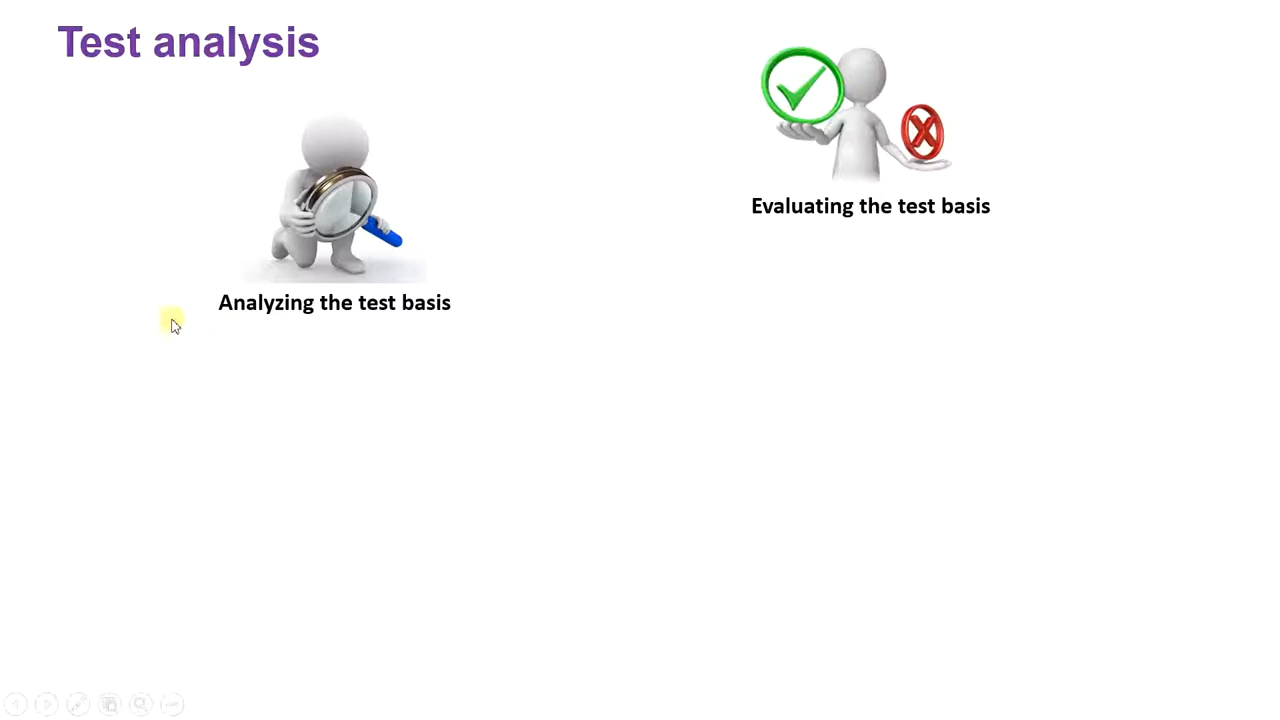 Test analysis
Evaluating the test basis
Analyzing the test basis